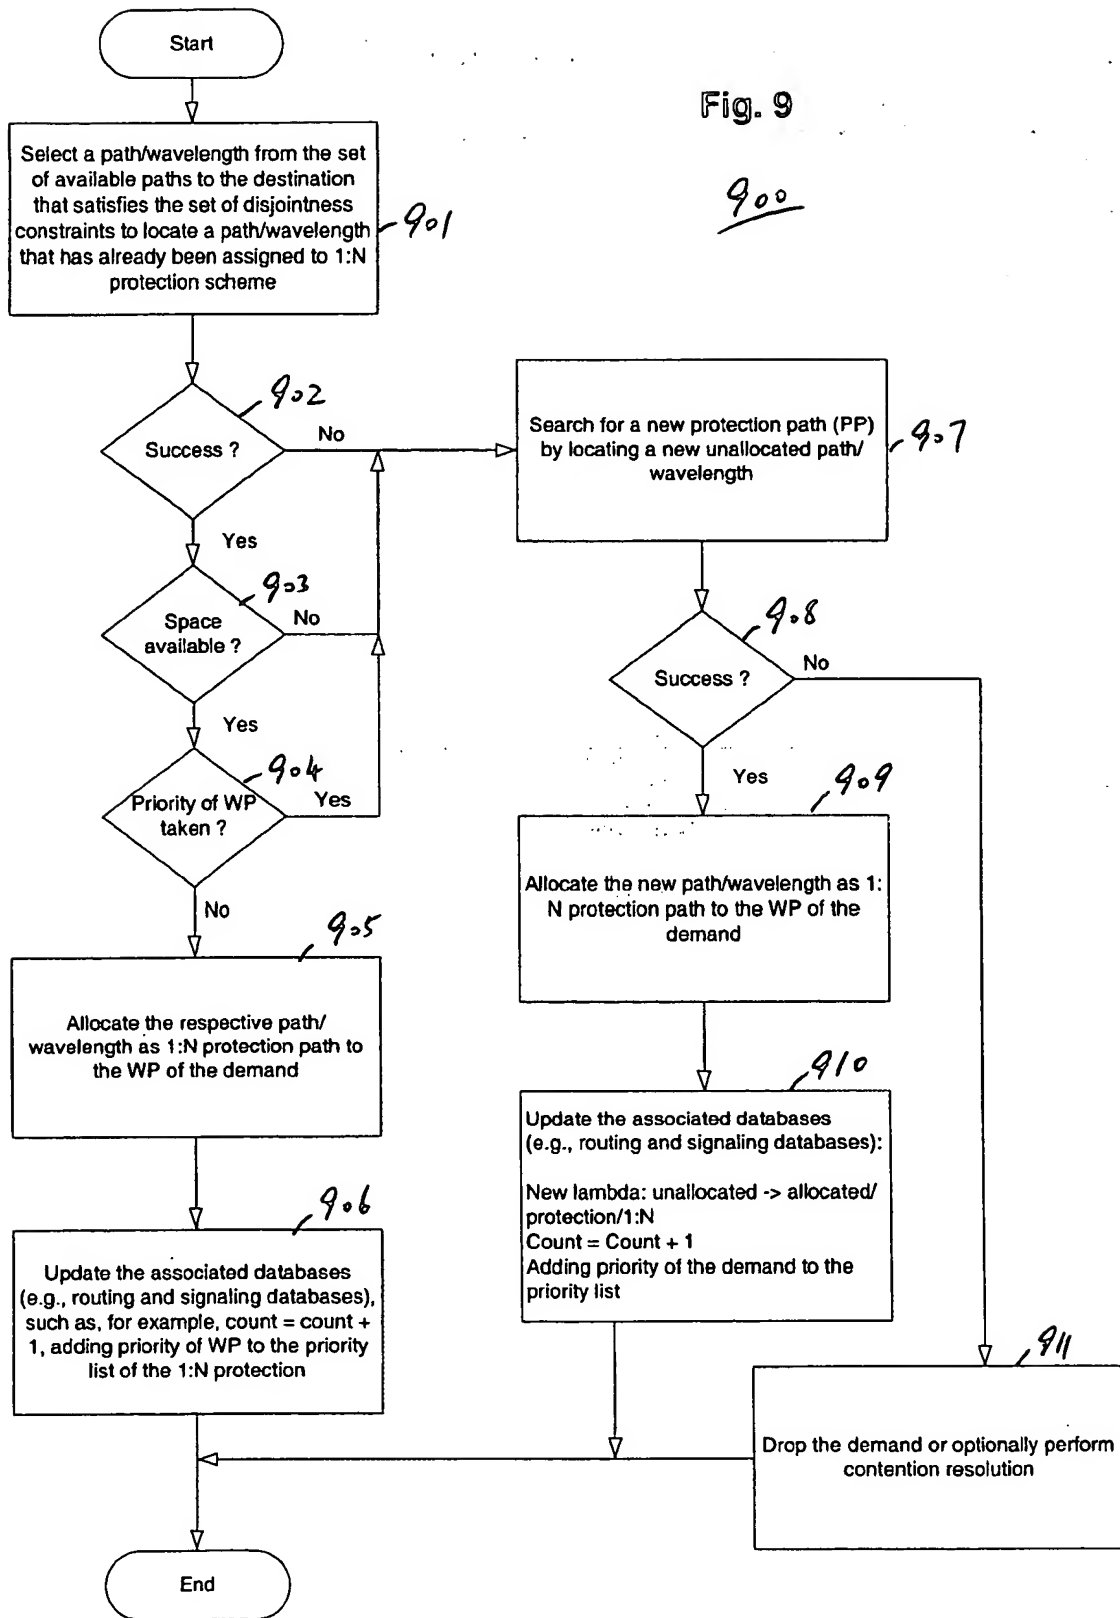 Start
Fig. 9
900
Select a path/wavelength from the set
of available paths to the destination
that satisfies the set of disjointness
constraints to locate a path/wavelength
that has already been assigned to 1:N
protection scheme
901
902
Success ?
No
Yes
Search for a new protection path (PP)
by locating a new unallocated path/
wavelength
907
903
Space
available ?
No
Yes
908
Success ?
No
Yes
904
Priority of WP
taken ?
Yes
No
909
Allocate the new path/wavelength as 1:
N protection path to the WP of the
demand
905
Allocate the respective path/
wavelength as 1:N protection path to
the WP of the demand
910
Update the associated databases
(e.g., routing and signaling databases):
New lambda: unallocated -> allocated/
protection/1:N
Count = Count + 1
Adding priority of the demand to the
priority list
906
Update the associated databases
(e.g., routing and signaling databases),
such as, for example, count = count +
1, adding priority of WP to the priority
list of the 1:N protection
911
Drop the demand or optionally perform
contention resolution
End